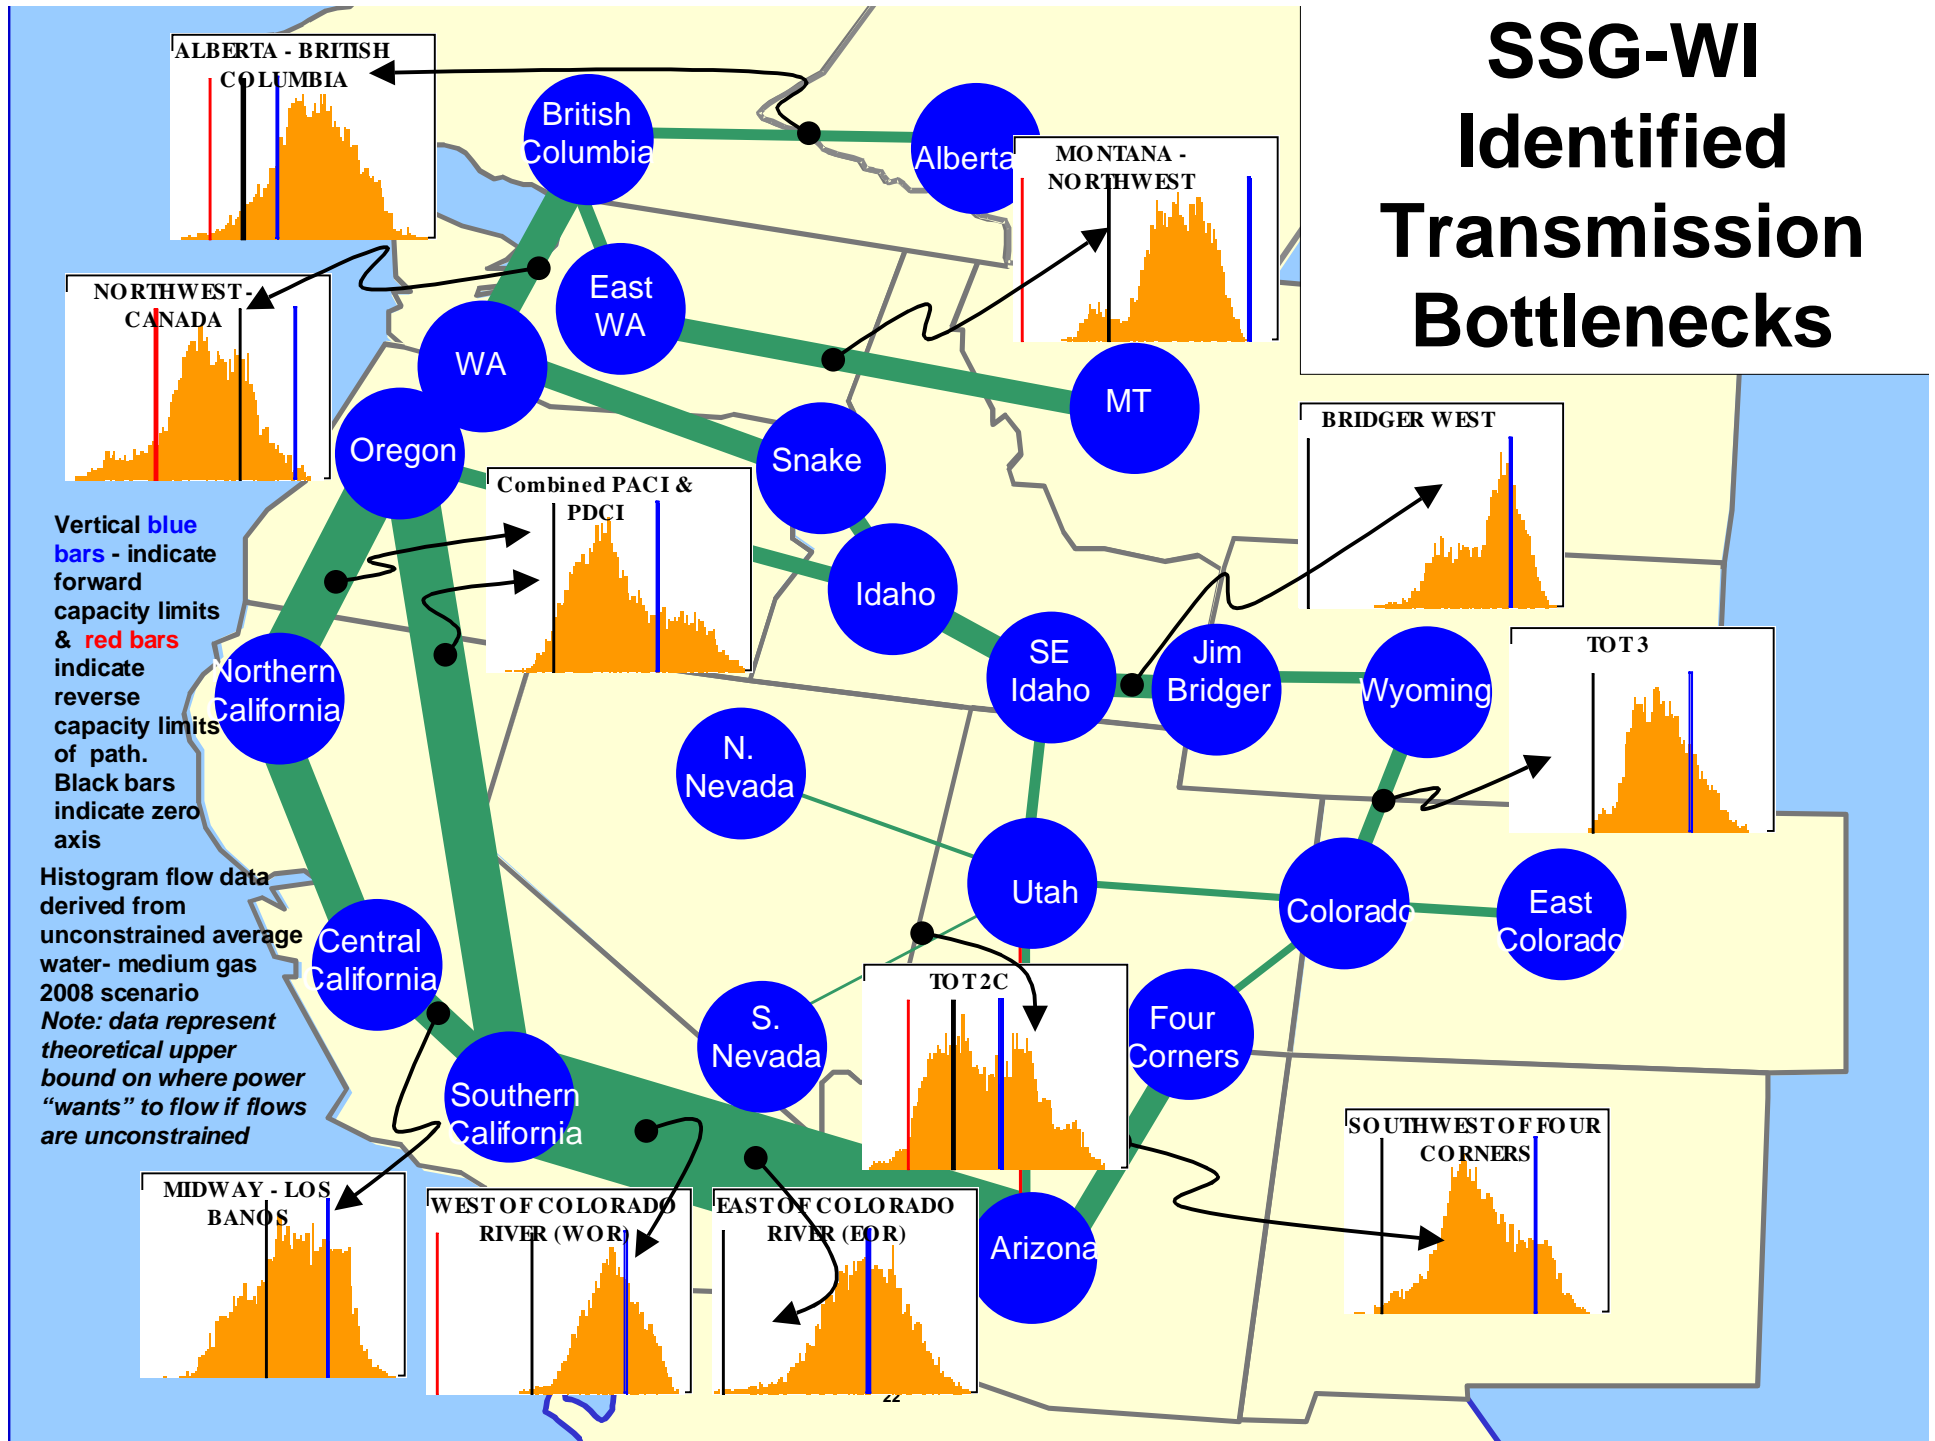 SSG-WI
Identified
Transmission
Bottlenecks
ALBERTA - BRITISH
COLUMBIA
British
Columbia
Alberta
MONTANA -
NORTHWEST
NORTHWEST -
CANADA
East
WA
WA
MT
Oregon
Snake
BRIDGER WEST
Combined PACI &
PDCI
Idaho
Vertical blue
bars - indicate
forward
capacity limits
& red bars
indicate
reverse
capacity limits
of path.
Black bars
indicate zero
axis
TOT 3
Northern
California
SE
Idaho
Jim
Bridger
Wyoming
N.
Nevada
Utah
Colorado
East
Colorado
Histogram flow data
derived from
unconstrained average
water- medium gas
2008 scenario
Note: data represent
theoretical upper
bound on where power
“wants” to flow if flows
are unconstrained
Central
California
TOT 2C
S.
Nevada
Four
Corners
Southern
California
SOUTHWEST OF FOUR
CORNERS
MIDWAY - LOS
BANOS
WEST OF COLORADO
RIVER (WOR)
EAST OF COLORADO
RIVER (EOR)
Arizona
22